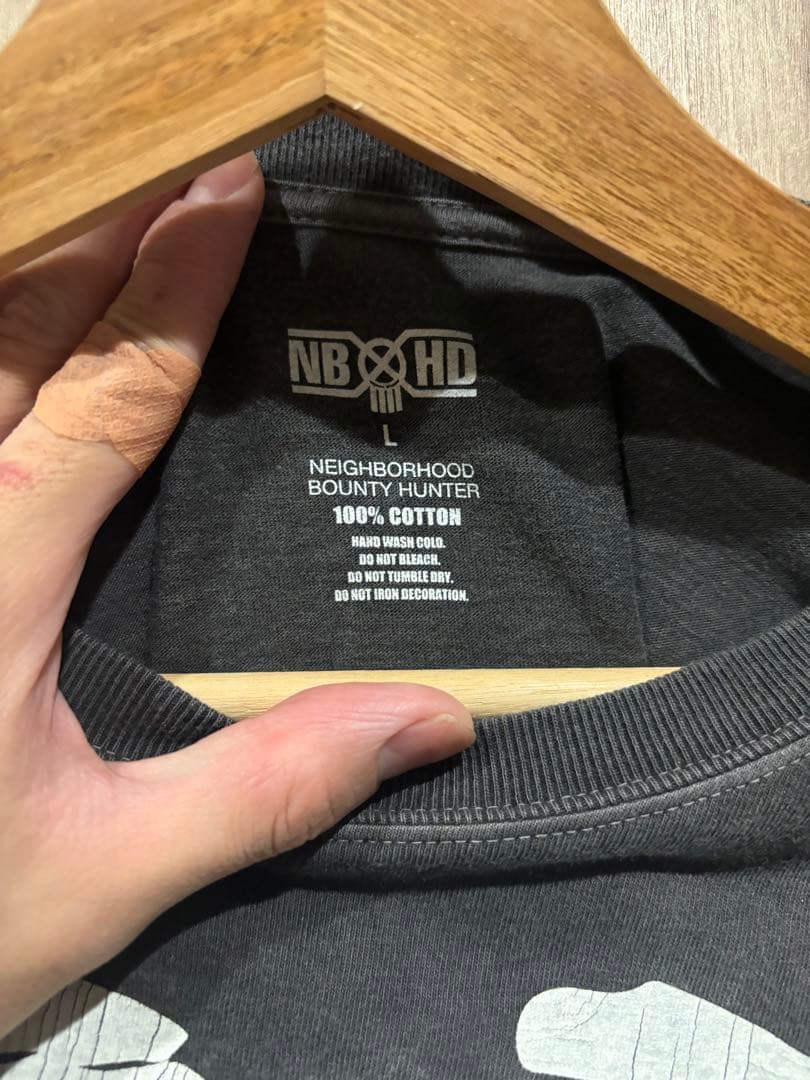 NB HD
L
NEIGHBORHOOD
BOUNTY HUNTER
100% COTTON
HAND WASH COLD.
DO NOT BLEACH.
DO NOT TUMBLE DRY.
DO NOT IRON DECORATION.